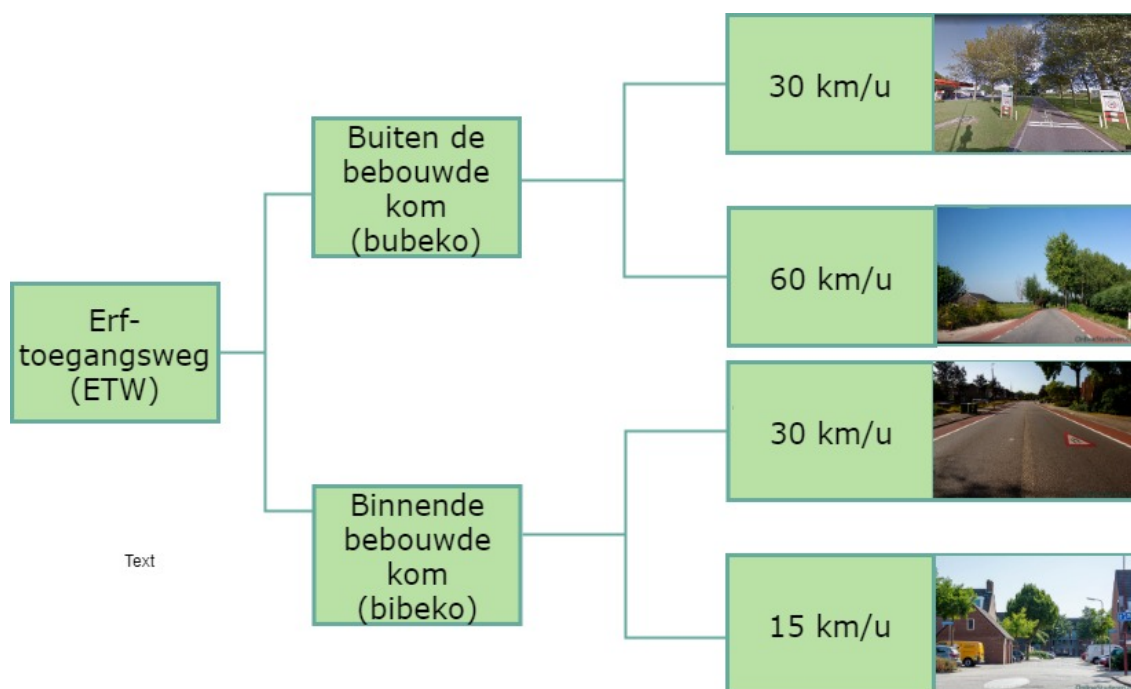 Erf-
toegangsweg
(ETW)
Buiten de
bebouwde
kom
(bubeko)
30 km/u
60 km/u
Binnende
bebouwde
kom
(bibeko)
30 km/u
15 km/u
Text